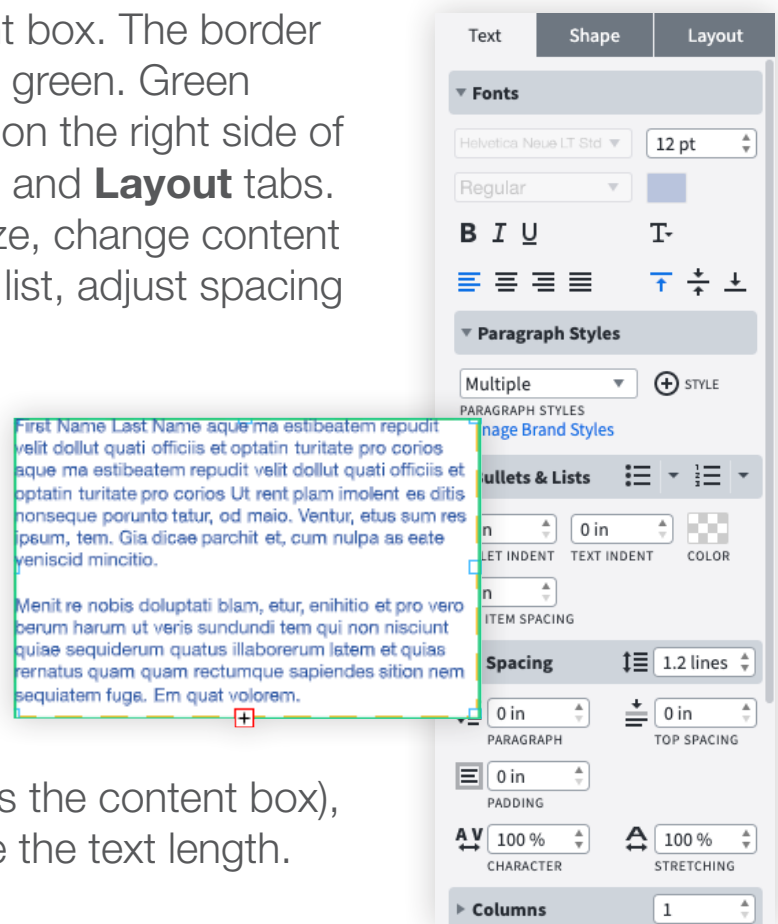 t box. The border
green. Green
on the right side of
and Layout tabs.
ze, change content
list, adjust spacing
First Name Last Name aque ma estibeatem repudit
velit dollut quati officiis et optatin turitate pro corios
aque ma estibeatem repudit velit dollut quati officiis et
optatin turitate pro corios Ut rent plam imolent es ditis
nonseque porunto tatur, od maio. Ventur, etus sum res
ipsum, tem. Gia dicae parchit et, cum nulpa as eate
veniscid mincitio.
Menit re nobis doluptati blam, etur, enihitio et pro vero
berum harum ut veris sundundi tem qui non nisciunt
quiae sequiderum quatus illaborerum latem et quias
rernatus quam quam rectumque sapiendes sition nem
sequiatem fuga. Em quat volorem.
s the content box),
e the text length.
Text Shape Layout
Fonts
Helvetica Neue LT Std 12 pt
Regular
B I U T
Paragraph Styles
Multiple STYLE
PARAGRAPH STYLES
nage Brand Styles
ullets & Lists
n 0 in
LET INDENT TEXT INDENT COLOR
n
ITEM SPACING
Spacing 1.2 lines
0 in 0 in
PARAGRAPH TOP SPACING
0 in
PADDING
A V 100 % A 100 %
CHARACTER STRETCHING
Columns 1